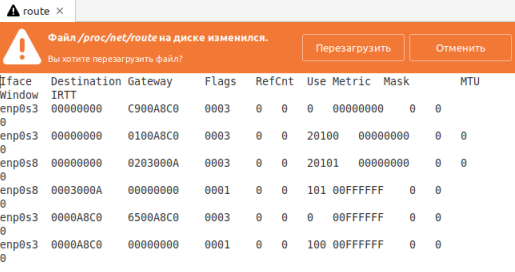 route ×
Файл /proc/net/route на диске изменился.
Вы хотите перезагрузить файл?
Перезагрузить
Отменить
Iface Destination Gateway Flags RefCnt Use Metric Mask MTU
Window IRTT
enp0s3 00000000 C900A8C0 0003 0 0 0 00000000 0 0
0
enp0s3 00000000 0100A8C0 0003 0 0 20100 00000000 0 0
0
enp0s8 00000000 0203000A 0003 0 0 20101 00000000 0 0
0
enp0s8 0003000A 00000000 0001 0 0 101 00FFFFFF 0 0
0
enp0s3 0000A8C0 6500A8C0 0003 0 0 0 00FFFFFF 0 0
0
enp0s3 0000A8C0 00000000 0001 0 0 100 00FFFFFF 0 0
0